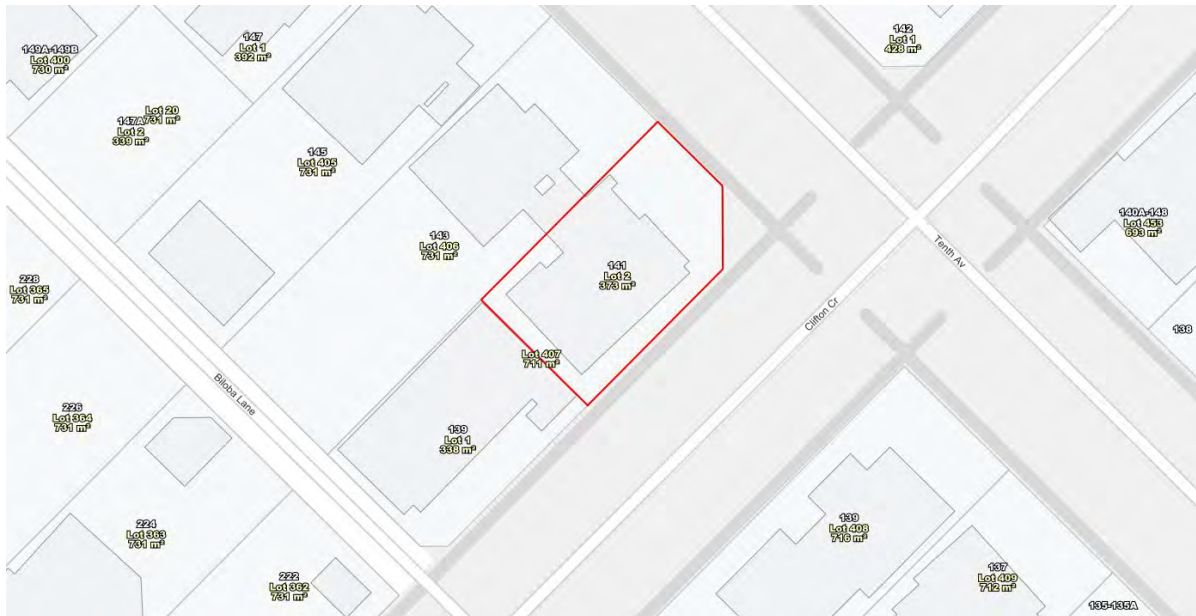 149A-149B
Lot 400
730 m²
147
Lot 1
392 m²
142
Lot 1
428 m²
Lot 20
731 m²
147A
Lot 2
339 m²
145
Lot 405
731 m²
140A-148
Lot 453
693 m²
143
Lot 406
731 m²
Tenth Av
141
Lot 2
373 m²
228
Lot 365
731 m²
Clifton Cr
138
Lot 407
711 m²
Biloba Lane
226
Lot 364
731 m²
139
Lot 1
338 m²
224
Lot 363
731 m²
139
Lot 408
716 m²
222
Lot 362
731 m²
137
Lot 409
712 m²
135-135A